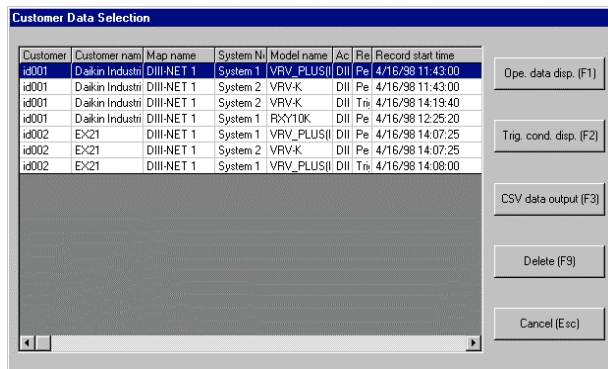 Customer Data Selection
Customer Customer nam Map name System N Model name Ac Re Record start time
id001 Daikin Industri DIII-NET 1 System 1 VRV_PLUS(I DII Pe 4/16/98 11:43:00
id001 Daikin Industri DIII-NET 1 System 2 VRV-K DII Pe 4/16/98 11:43:00
id001 Daikin Industri DIII-NET 1 System 2 VRV-K DII Tri 4/16/98 14:19:40
id001 Daikin Industri DIII-NET 1 System 1 RXY10K DII Pe 4/16/98 12:25:20
id002 EX21 DIII-NET 1 System 1 VRV_PLUS(I DII Pe 4/16/98 14:07:25
id002 EX21 DIII-NET 1 System 2 VRV-K DII Pe 4/16/98 14:07:25
id002 EX21 DIII-NET 1 System 1 VRV_PLUS(I DII Tri 4/16/98 14:08:00
Ope. data disp. (F1)
Trig. cond. disp. (F2)
CSV data output (F3)
Delete (F9)
Cancel (Esc)